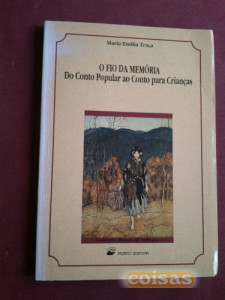 Maria Emília Traça
O FIO DA MEMÓRIA
Do Conto Popular ao Conto para Crianças
PORTO EDITORA
coisas